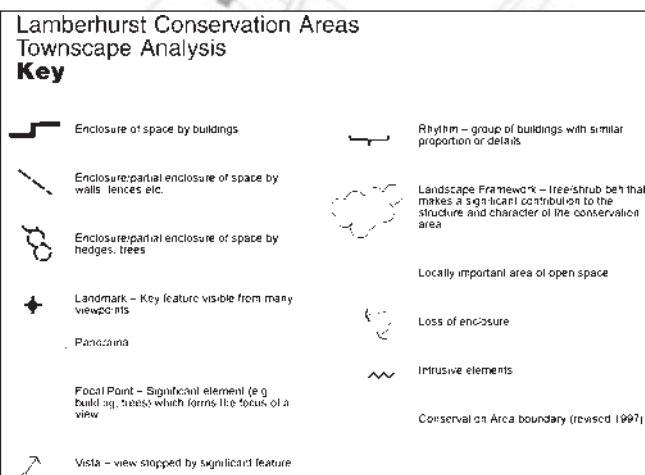 Lamberhurst Conservation Areas
Townscape Analysis
Key
Enclosure of space by buildings
Enclosure/partial enclosure of space by
walls fences etc.
Enclosure/partial enclosure of space by
hedges, trees
Landmark – Key feature visible from many
viewpoints
Panorama
Focal Point – Significant element (e.g.
building, trees) which forms the focus of a
view
Vista – view stopped by significant feature
Rhythm – group of buildings with similar
proportion or details
Landscape Framework – tree/shrub belt that
makes a significant contribution to the
structure and character of the conservation
area
Locally important area of open space
Loss of enclosure
Intrusive elements
Conservation Area boundary (revised 1997)